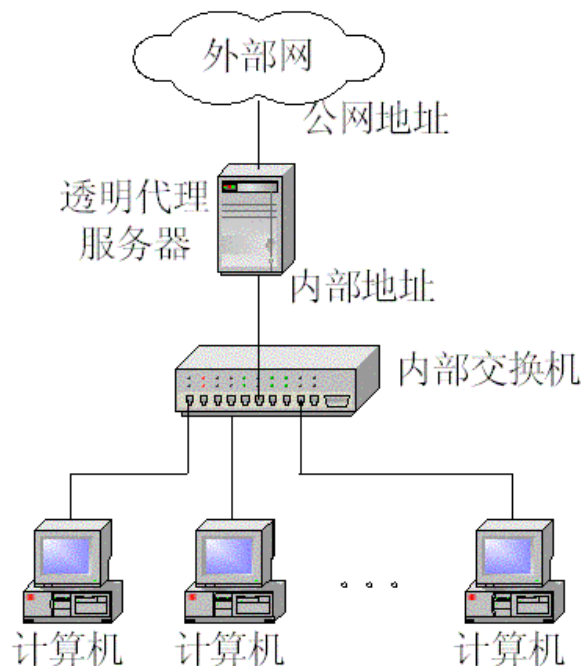 外部网
公网地址
透明代理
服务器
内部地址
内部交换机
计算机
计算机
计算机